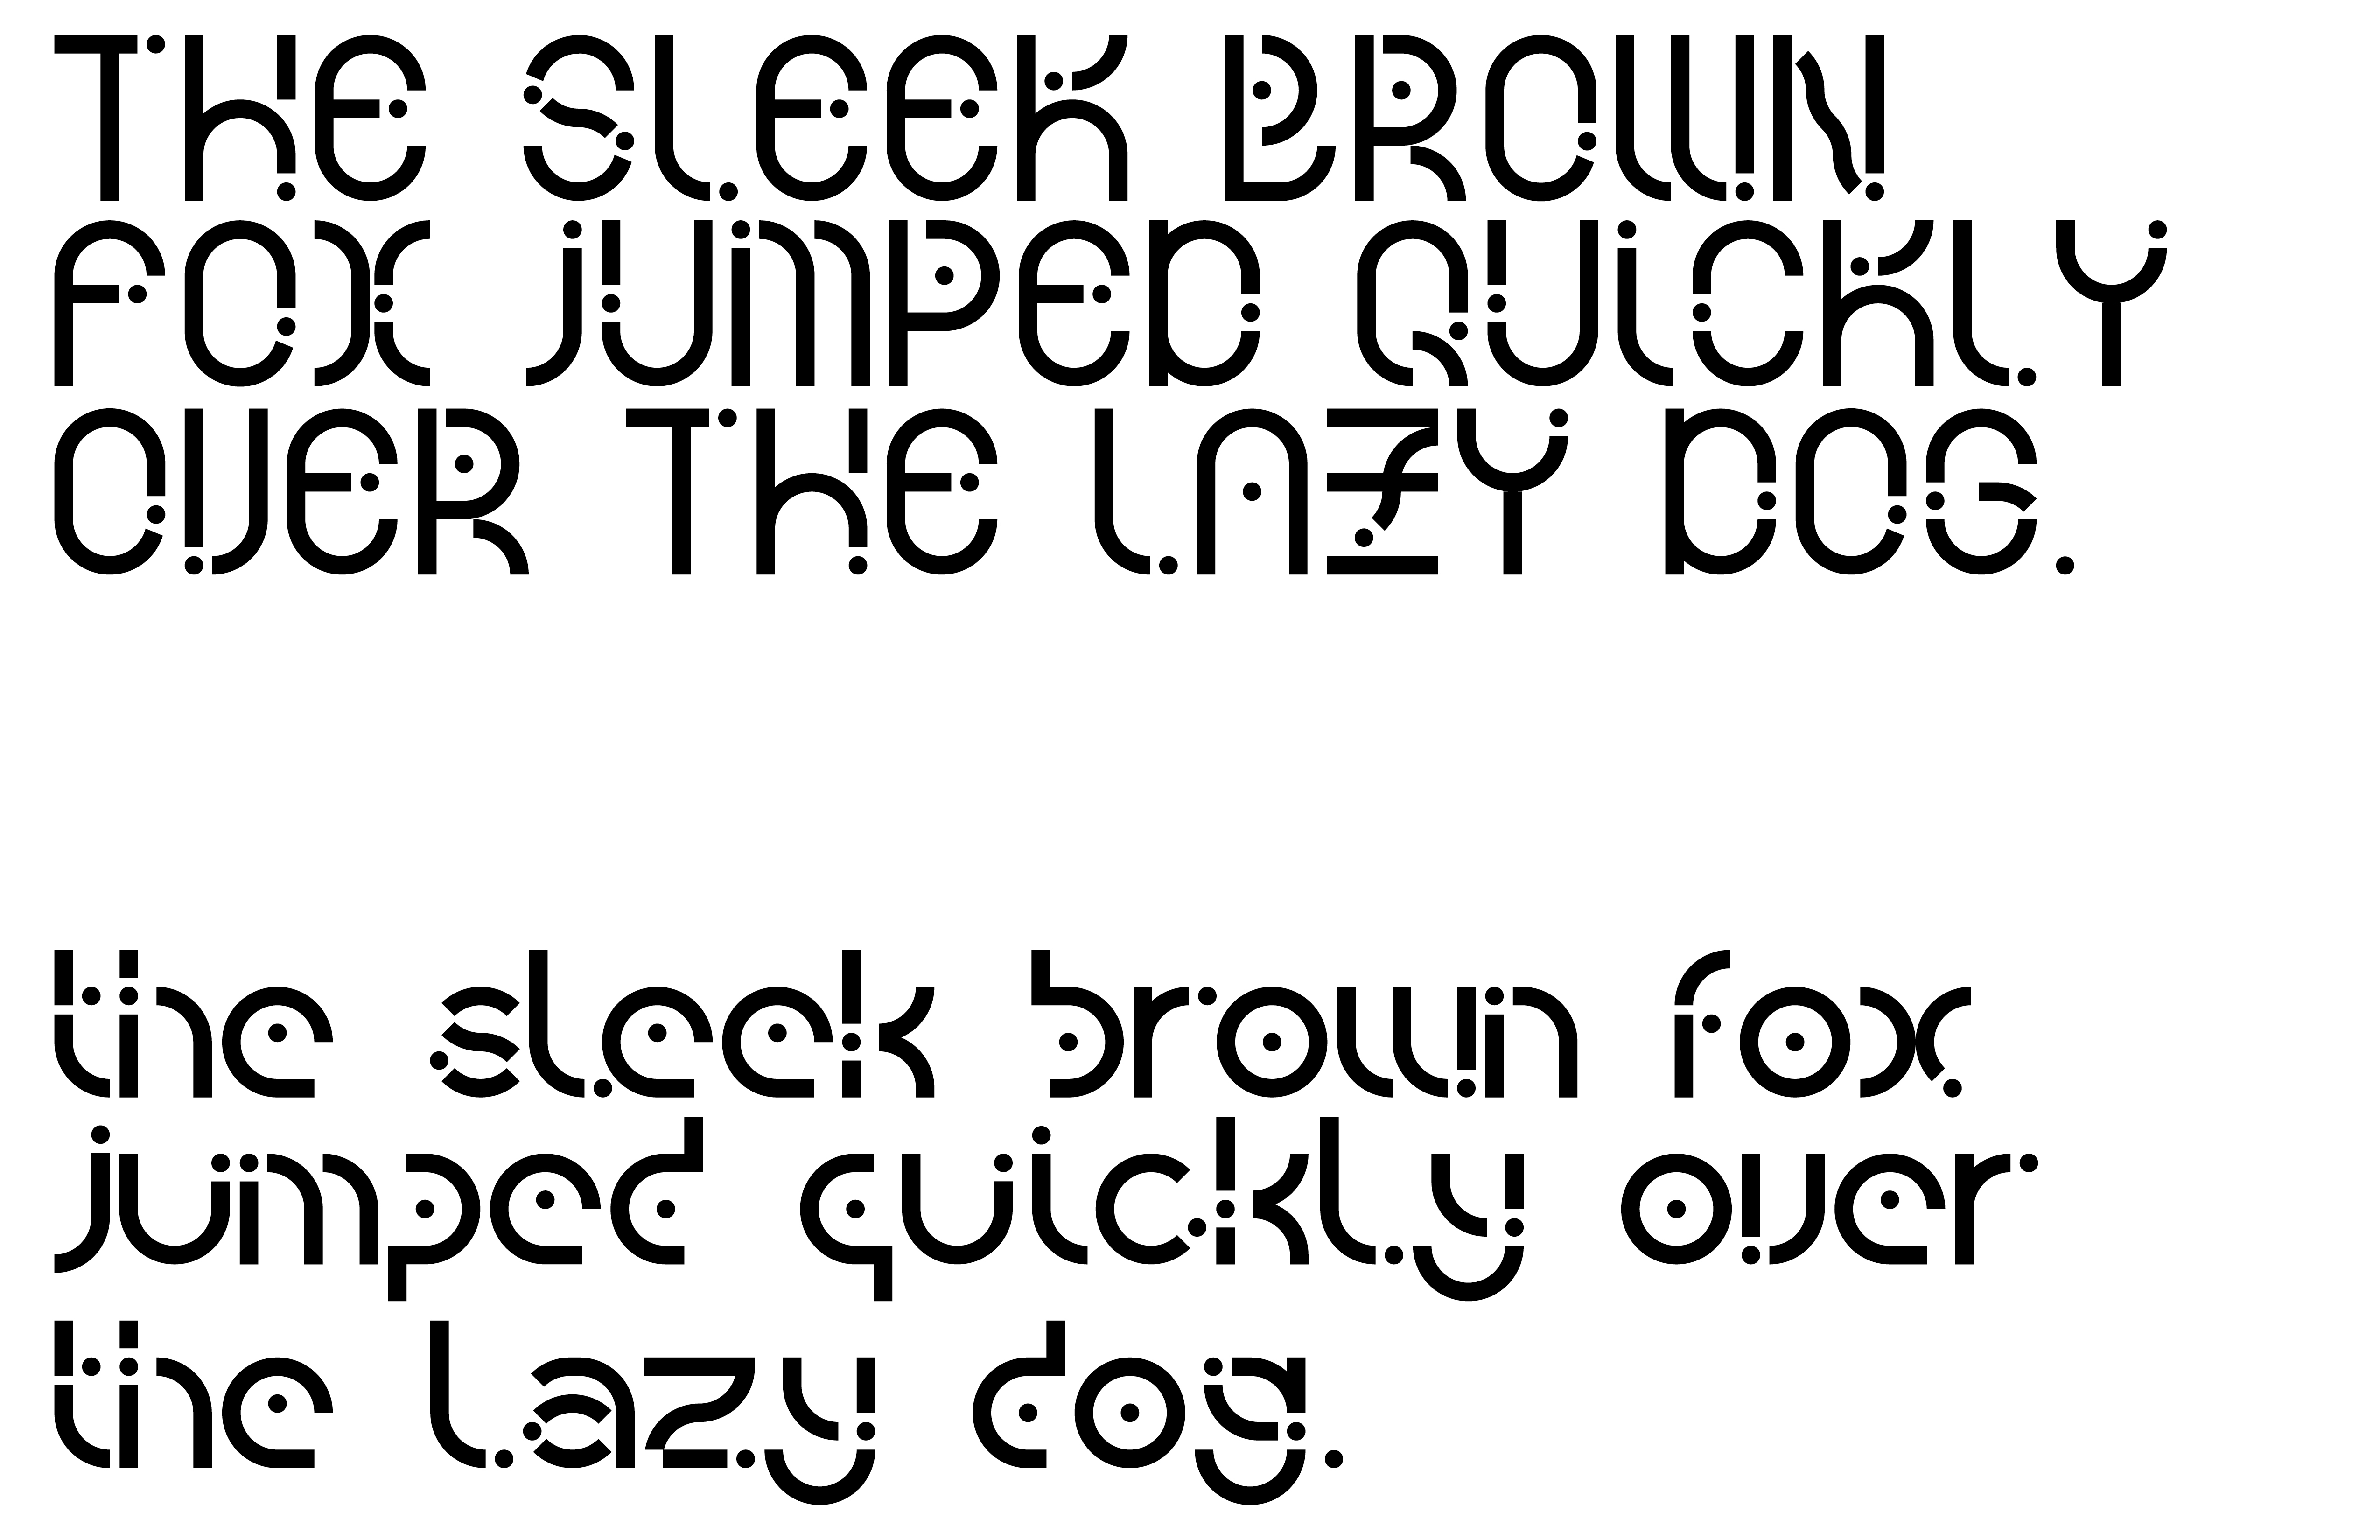 THE SLEEK BROWN
FOX JUMPED QUICKLY
OVER THE LAZY DOG.
the sleek brown fox
jumped quickly over
the lazy dog.